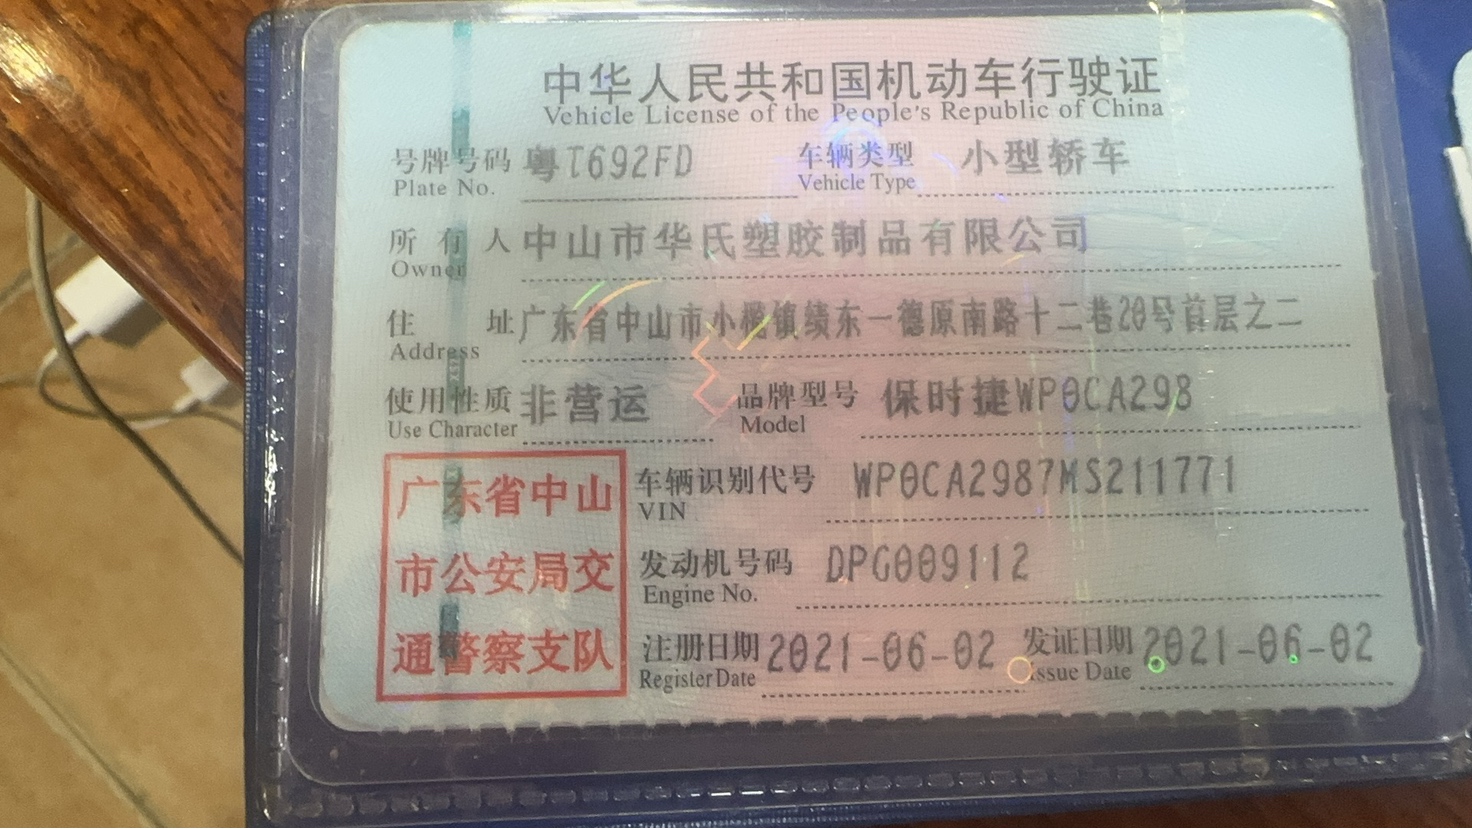 中华人民共和国机动车行驶证
Vehicle License of the People's Republic of China
号牌号码 粤T692FD 车辆类型 小型轿车
Plate No. Vehicle Type
所有人 中山市华氏塑胶制品有限公司
Owner
住址 广东省中山市小榄镇绩东一德原南路十二巷20号首层之二
Address
使用性质 非营运 品牌型号 保时捷WP0CA298
Use Character Model
广东省中山
市公安局交
通警察支队
车辆识别代号 WP0CA2987MS211771
VIN
发动机号码 DPG009112
Engine No.
注册日期 2021-06-02 发证日期 2021-06-02
Register Date Issue Date